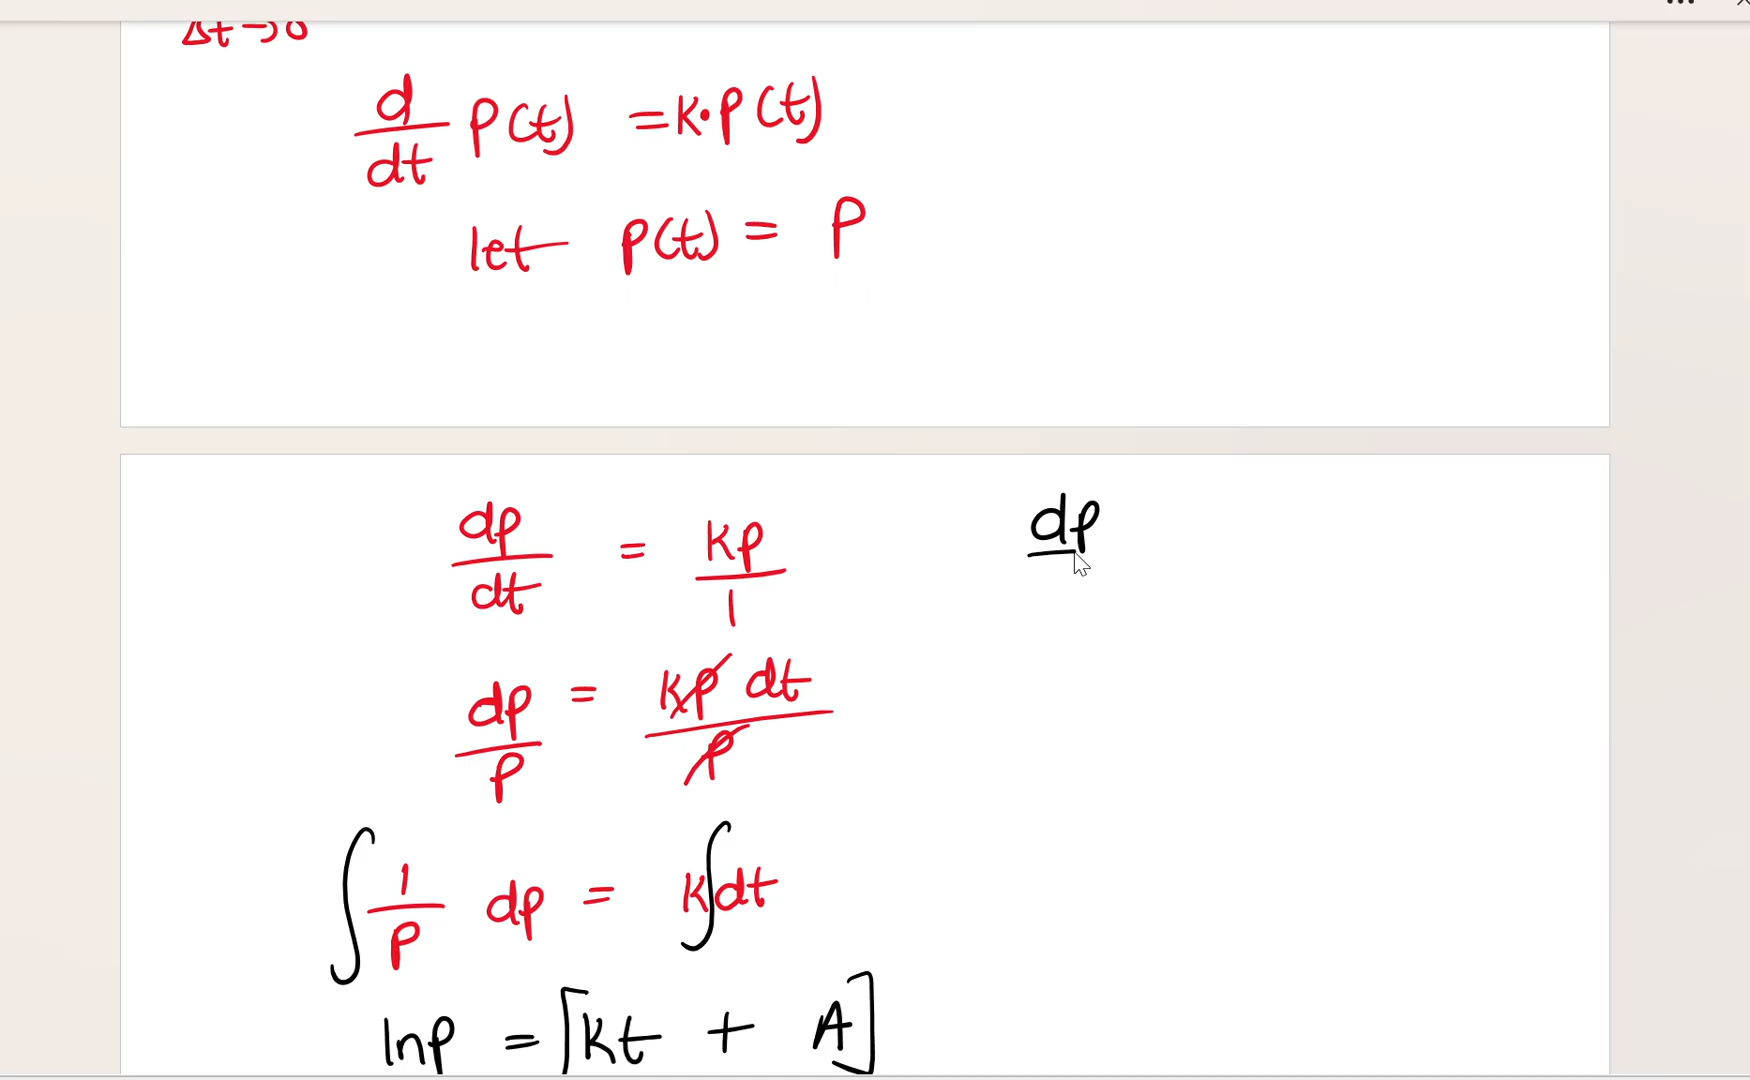 Δt→0
d/dt P(t) = K·P(t)
let P(t) = P
dp/dt = kp/1
dp
dp/P = kp dt/P
∫ 1/P dp = K∫dt
lnp = [kt + A]